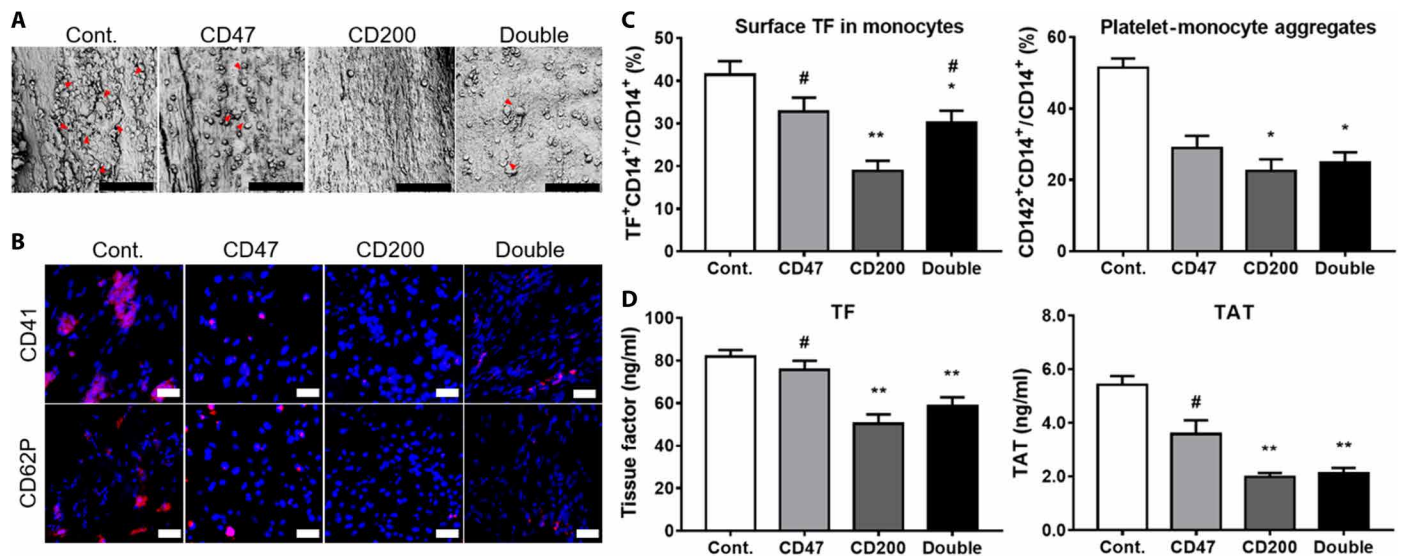 A
Cont. CD47 CD200 Double
B
Cont. CD47 CD200 Double
CD41
CD62P
C
Surface TF in monocytes
TF⁺CD14⁺/CD14⁺ (%)
50
40
30
20
10
0
#
**
#
*
Cont. CD47 CD200 Double
Platelet-monocyte aggregates
CD142⁺CD14⁺/CD14⁺ (%)
60
40
20
0
*
*
Cont. CD47 CD200 Double
D
TF
Tissue factor (ng/ml)
100
80
60
40
20
0
#
**
**
Cont. CD47 CD200 Double
TAT
TAT (ng/ml)
8.0
6.0
4.0
2.0
0.0
#
**
**
Cont. CD47 CD200 Double